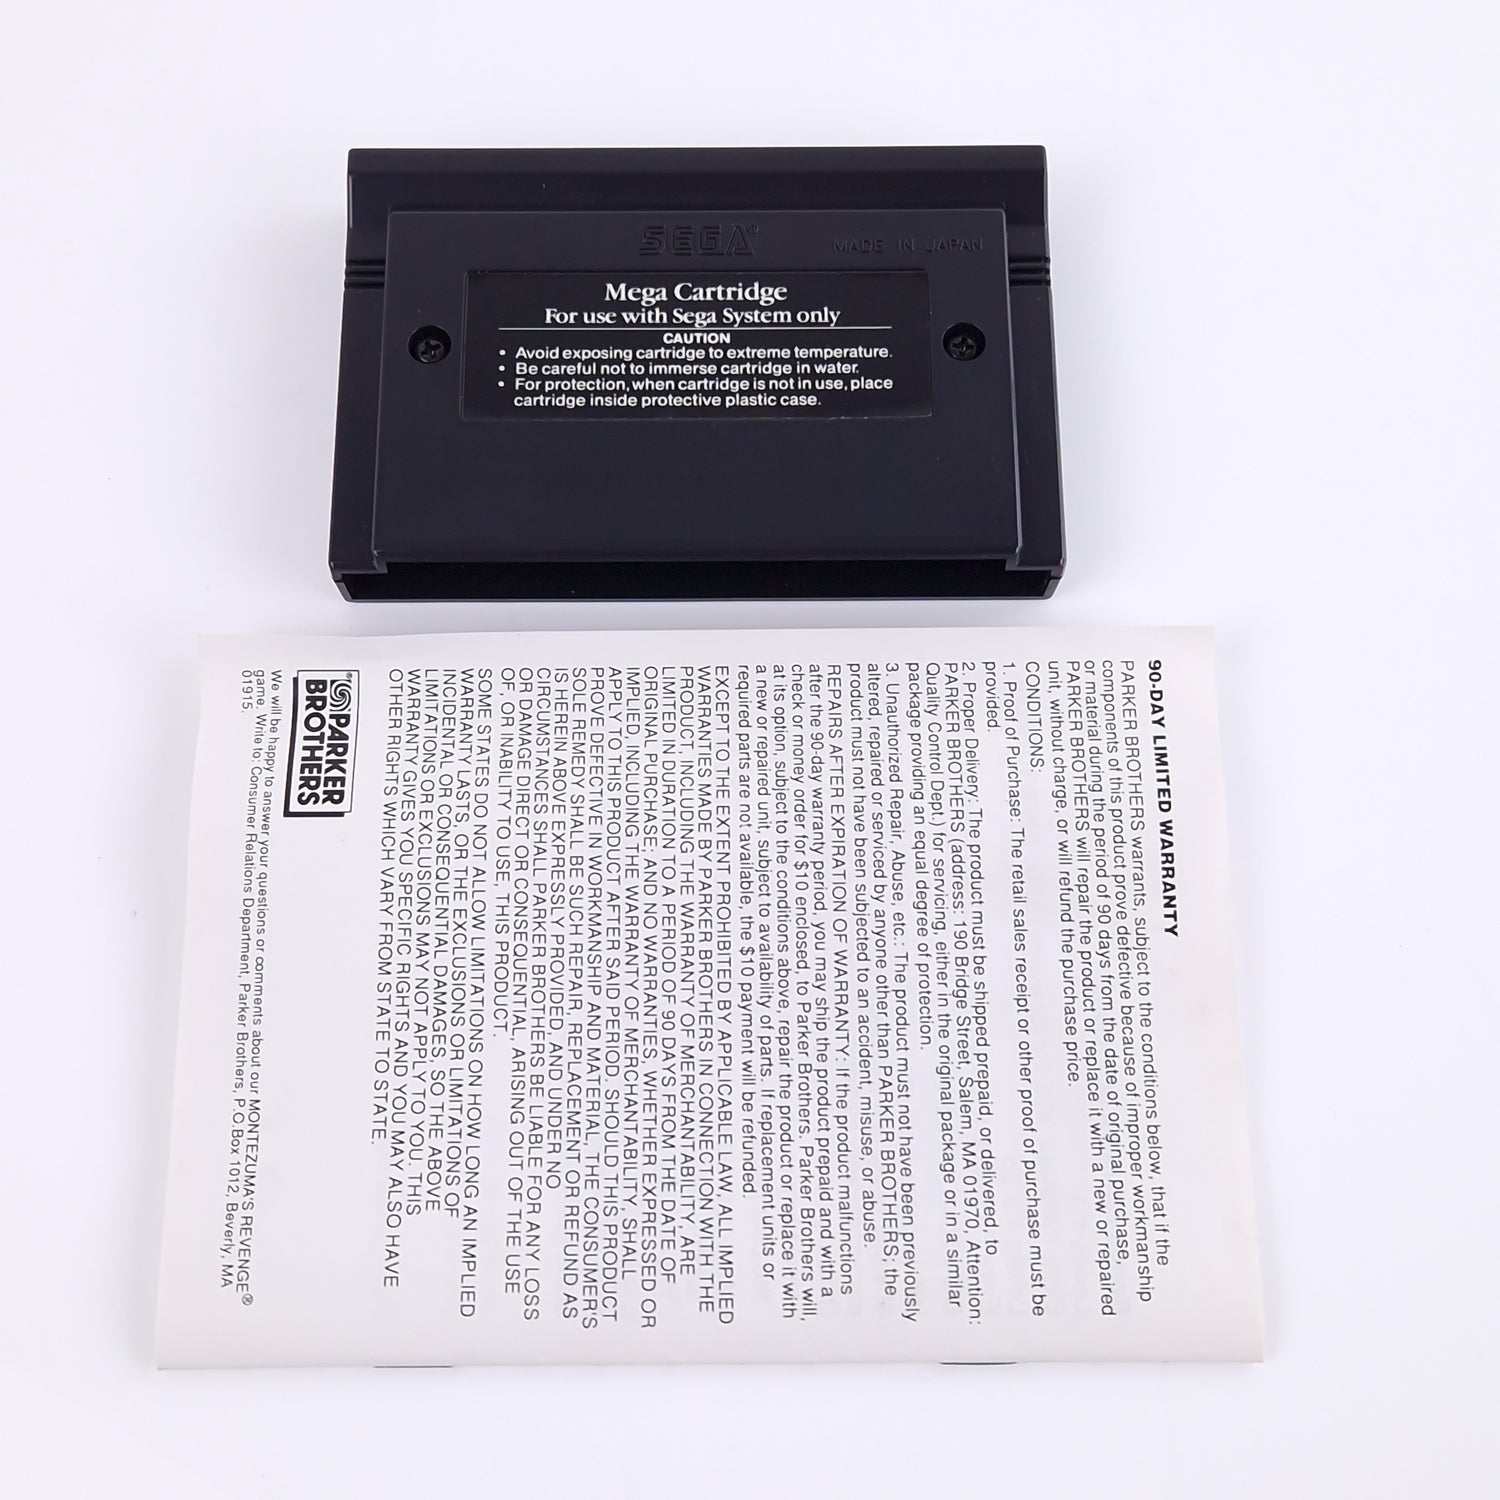 SEGA®
MADE IN JAPAN
Mega Cartridge
For use with Sega System only
CAUTION
• Avoid exposing cartridge to extreme temperature.
• Be careful not to immerse cartridge in water.
• For protection, when cartridge is not in use, place
cartridge inside protective plastic case.
90-DAY LIMITED WARRANTY
PARKER BROTHERS warrants, subject to the conditions below, that if the
components of this product prove defective because of improper workmanship
or material during the period of 90 days from the date of original purchase,
PARKER BROTHERS will repair the product or replace it with a new or repaired
unit, without charge, or will refund the purchase price.
CONDITIONS:
1. Proof of Purchase: The retail sales receipt or other proof of purchase must be
provided.
2. Proper Delivery: The product must be shipped prepaid, or delivered, to
PARKER BROTHERS (address: 190 Bridge Street, Salem, MA 01970, Attention:
Quality Control Dept.) for servicing, either in the original package or in a similar
package providing an equal degree of protection.
3. Unauthorized Repair, Abuse, etc.: The product must not have been previously
altered, repaired or serviced by anyone other than PARKER BROTHERS; the
product must not have been subjected to an accident, misuse, or abuse.
REPAIRS AFTER EXPIRATION OF WARRANTY: If the product malfunctions
after the 90-day warranty period, you may ship the product prepaid and with a
check or money order for $10 enclosed, to Parker Brothers. Parker Brothers will,
at its option, subject to the conditions above, repair the product or replace it with
a new or repaired unit, subject to availability of parts. If replacement units or
required parts are not available, the $10 payment will be refunded.
EXCEPT TO THE EXTENT PROHIBITED BY APPLICABLE LAW, ALL IMPLIED
WARRANTIES MADE BY PARKER BROTHERS IN CONNECTION WITH THE
PRODUCT, INCLUDING THE WARRANTY OF MERCHANTABILITY, ARE
LIMITED IN DURATION TO A PERIOD OF 90 DAYS FROM THE DATE OF
ORIGINAL PURCHASE; AND NO WARRANTIES, WHETHER EXPRESSED OR
IMPLIED, INCLUDING THE WARRANTY OF MERCHANTABILITY, SHALL
APPLY TO THIS PRODUCT AFTER SAID PERIOD. SHOULD THIS PRODUCT
PROVE DEFECTIVE IN WORKMANSHIP AND MATERIAL, THE CONSUMER'S
SOLE REMEDY SHALL BE SUCH REPAIR, REPLACEMENT OR REFUND AS
IS HEREIN ABOVE EXPRESSLY PROVIDED, AND UNDER NO
CIRCUMSTANCES SHALL PARKER BROTHERS BE LIABLE FOR ANY LOSS
OR DAMAGE DIRECT OR CONSEQUENTIAL, ARISING OUT OF THE USE
OF, OR INABILITY TO USE, THIS PRODUCT.
SOME STATES DO NOT ALLOW LIMITATIONS ON HOW LONG AN IMPLIED
WARRANTY LASTS, OR THE EXCLUSIONS OR LIMITATIONS OF
INCIDENTAL OR CONSEQUENTIAL DAMAGES, SO THE ABOVE
LIMITATIONS OR EXCLUSIONS MAY NOT APPLY TO YOU. THIS
WARRANTY GIVES YOU SPECIFIC RIGHTS AND YOU MAY ALSO HAVE
OTHER RIGHTS WHICH VARY FROM STATE TO STATE.
PARKER
BROTHERS
®
We will be happy to answer your questions or comments about our MONTEZUMA'S REVENGE®
game. Write to: Consumer Relations Department, Parker Brothers, P.O. Box 1012, Beverly, MA
01915.